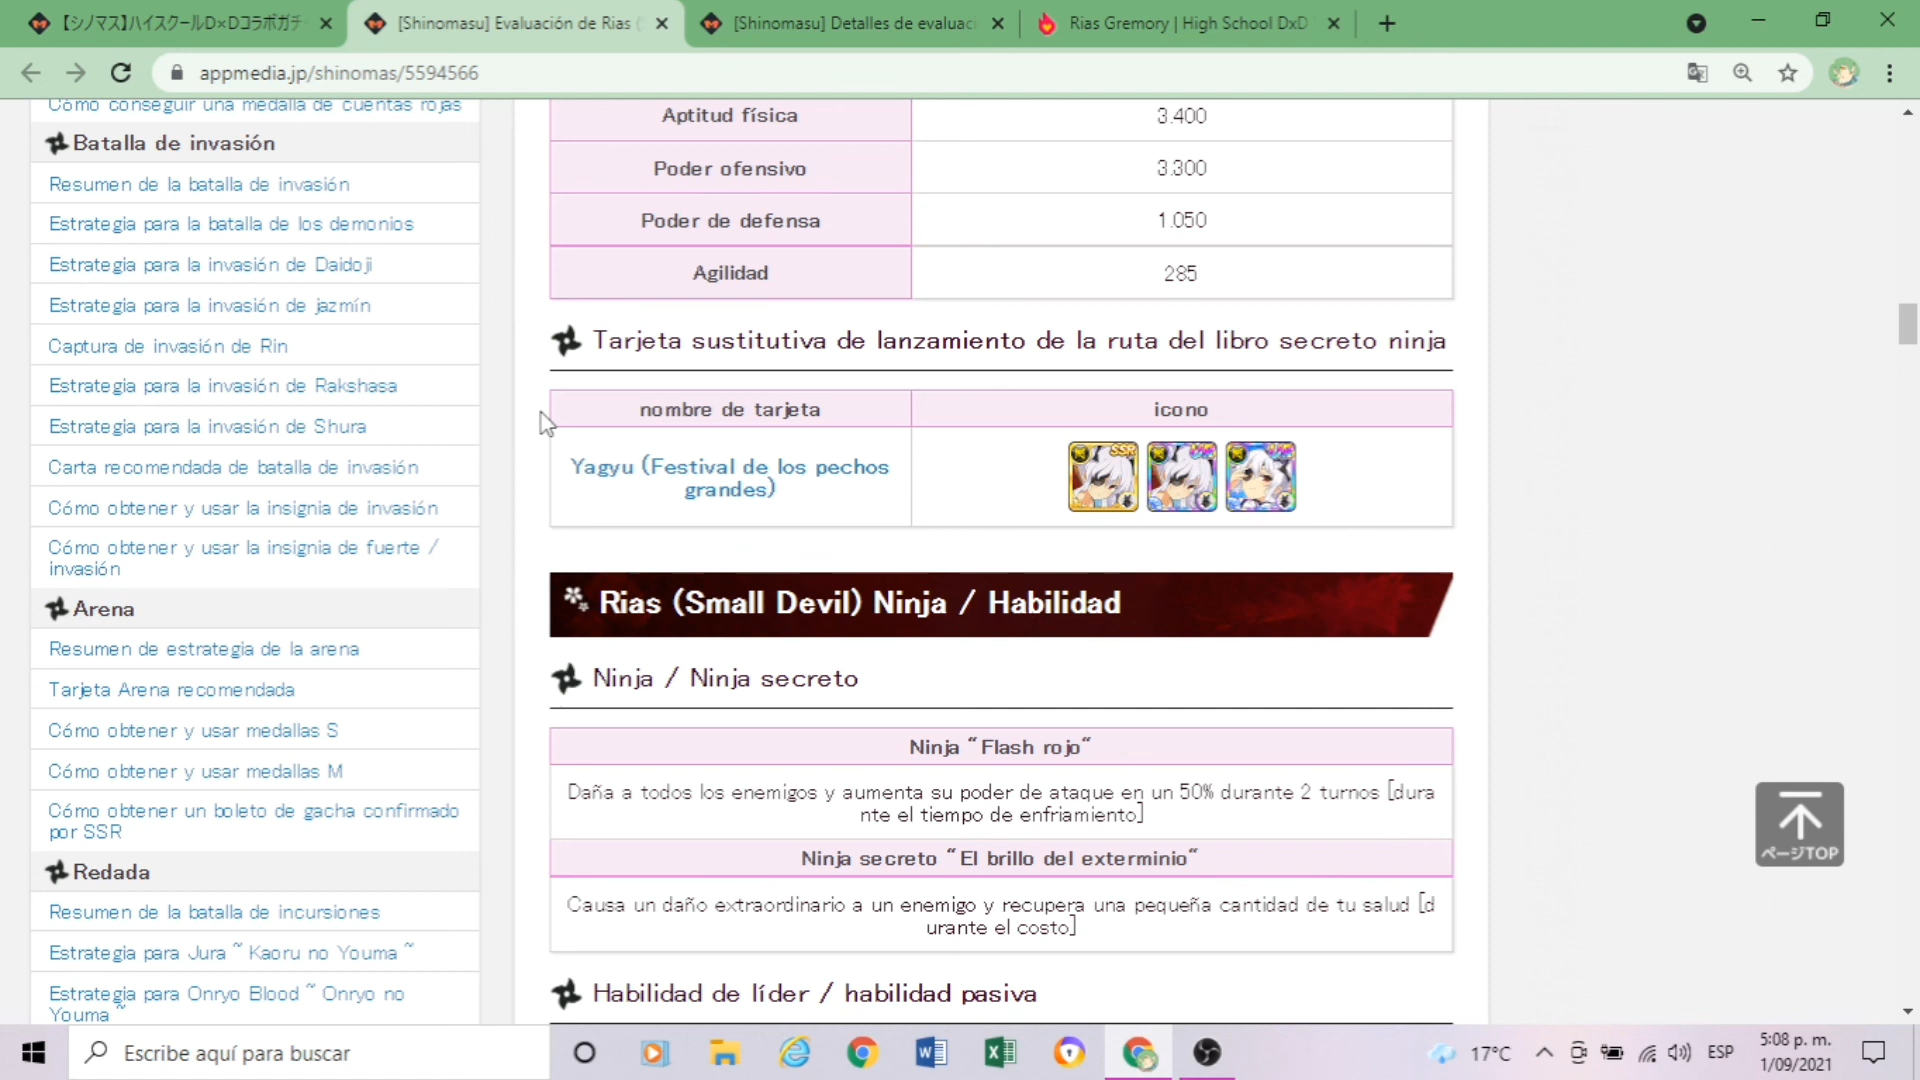 【シノマス】ハイスクールD×Dコラボガチ
[Shinomasu] Evaluación de Rias (
[Shinomasu] Detalles de evaluaci
Rias Gremory | High School DxD
appmedia.jp/shinomas/5594566
Cómo conseguir una medalla de cuentas rojas
Batalla de invasión
Resumen de la batalla de invasión
Estrategia para la batalla de los demonios
Estrategia para la invasión de Daidoji
Estrategia para la invasión de jazmín
Captura de invasión de Rin
Estrategia para la invasión de Rakshasa
Estrategia para la invasión de Shura
Carta recomendada de batalla de invasión
Cómo obtener y usar la insignia de invasión
Cómo obtener y usar la insignia de fuerte /
invasión
Arena
Resumen de estrategia de la arena
Tarjeta Arena recomendada
Cómo obtener y usar medallas S
Cómo obtener y usar medallas M
Cómo obtener un boleto de gacha confirmado
por SSR
Redada
Resumen de la batalla de incursiones
Estrategia para Jura ~ Kaoru no Youma ~
Estrategia para Onryo Blood ~ Onryo no
Youma ~
Aptitud física 3.400
Poder ofensivo 3.300
Poder de defensa 1.050
Agilidad 285
Tarjeta sustitutiva de lanzamiento de la ruta del libro secreto ninja
nombre de tarjeta icono
Yagyu (Festival de los pechos
grandes)
SSR
Rias (Small Devil) Ninja / Habilidad
Ninja / Ninja secreto
Ninja "Flash rojo"
Daña a todos los enemigos y aumenta su poder de ataque en un 50% durante 2 turnos [dura
nte el tiempo de enfriamiento]
Ninja secreto "El brillo del exterminio"
Causa un daño extraordinario a un enemigo y recupera una pequeña cantidad de tu salud [d
urante el costo]
Habilidad de líder / habilidad pasiva
ページTOP
Escribe aquí para buscar
17°C
ESP
5:08 p. m.
1/09/2021